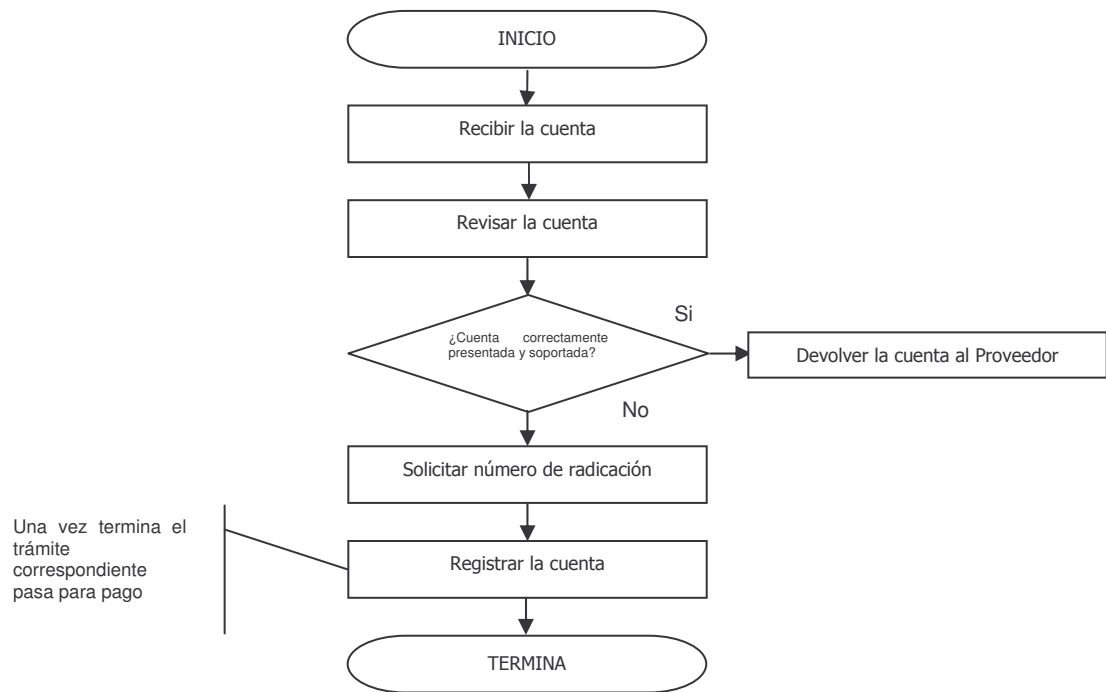 INICIO
Recibir la cuenta
Revisar la cuenta
¿Cuenta correctamente
presentada y soportada?
Si
Devolver la cuenta al Proveedor
No
Solicitar número de radicación
Una vez termina el
trámite
correspondiente
pasa para pago
Registrar la cuenta
TERMINA